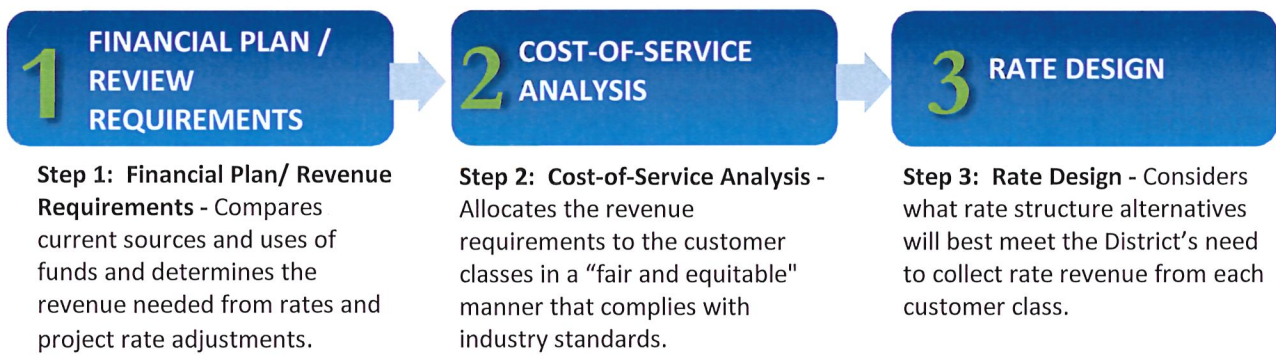 1
FINANCIAL PLAN /
REVIEW
REQUIREMENTS
2
COST-OF-SERVICE
ANALYSIS
3
RATE DESIGN
Step 1: Financial Plan/ Revenue
Requirements - Compares
current sources and uses of
funds and determines the
revenue needed from rates and
project rate adjustments.
Step 2: Cost-of-Service Analysis -
Allocates the revenue
requirements to the customer
classes in a “fair and equitable"
manner that complies with
industry standards.
Step 3: Rate Design - Considers
what rate structure alternatives
will best meet the District’s need
to collect rate revenue from each
customer class.